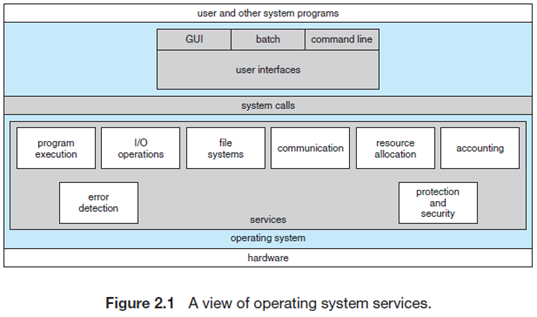 user and other system programs
GUI batch command line
user interfaces
system calls
program execution
I/O operations
file systems
communication
resource allocation
accounting
error detection
protection and security
services
operating system
hardware
Figure 2.1 A view of operating system services.